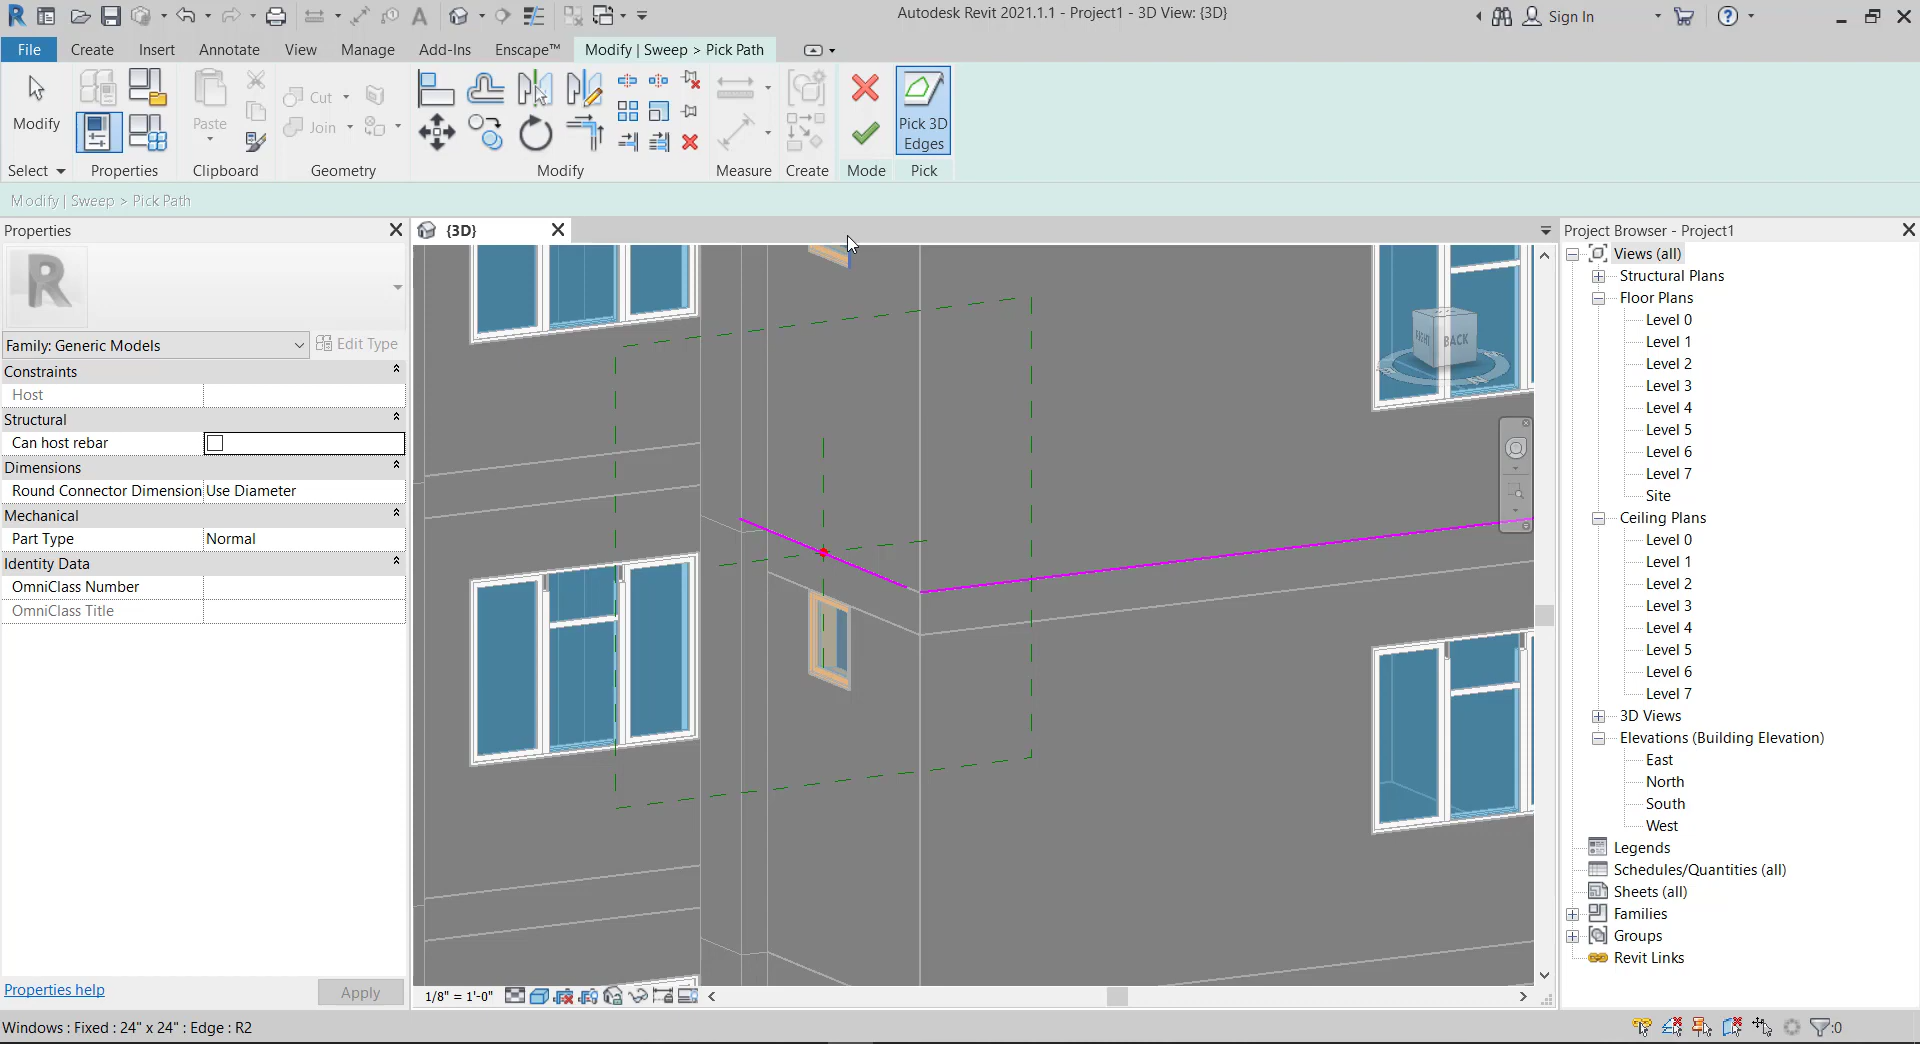 Autodesk Revit 2021.1.1 - Project1 - 3D View: {3D}
Sign In
File
Create
Insert
Annotate
View
Manage
Add-Ins
Enscape™
Modify | Sweep > Pick Path
Modify
Paste
Cut
Join
Pick 3D
Edges
Select
Properties
Clipboard
Geometry
Modify
Measure
Create
Mode
Pick
Modify | Sweep > Pick Path
Properties
Family: Generic Models
Edit Type
Constraints
Host
Structural
Can host rebar
Dimensions
Round Connector Dimension Use Diameter
Mechanical
Part Type Normal
Identity Data
OmniClass Number
OmniClass Title
Properties help
Apply
{3D}
RIGHT
BACK
1/8" = 1'-0"
Project Browser - Project1
Views (all)
Structural Plans
Floor Plans
Level 0
Level 1
Level 2
Level 3
Level 4
Level 5
Level 6
Level 7
Site
Ceiling Plans
Level 0
Level 1
Level 2
Level 3
Level 4
Level 5
Level 6
Level 7
3D Views
Elevations (Building Elevation)
East
North
South
West
Legends
Schedules/Quantities (all)
Sheets (all)
Families
Groups
Revit Links
Windows : Fixed : 24" x 24" : Edge : R2
:0